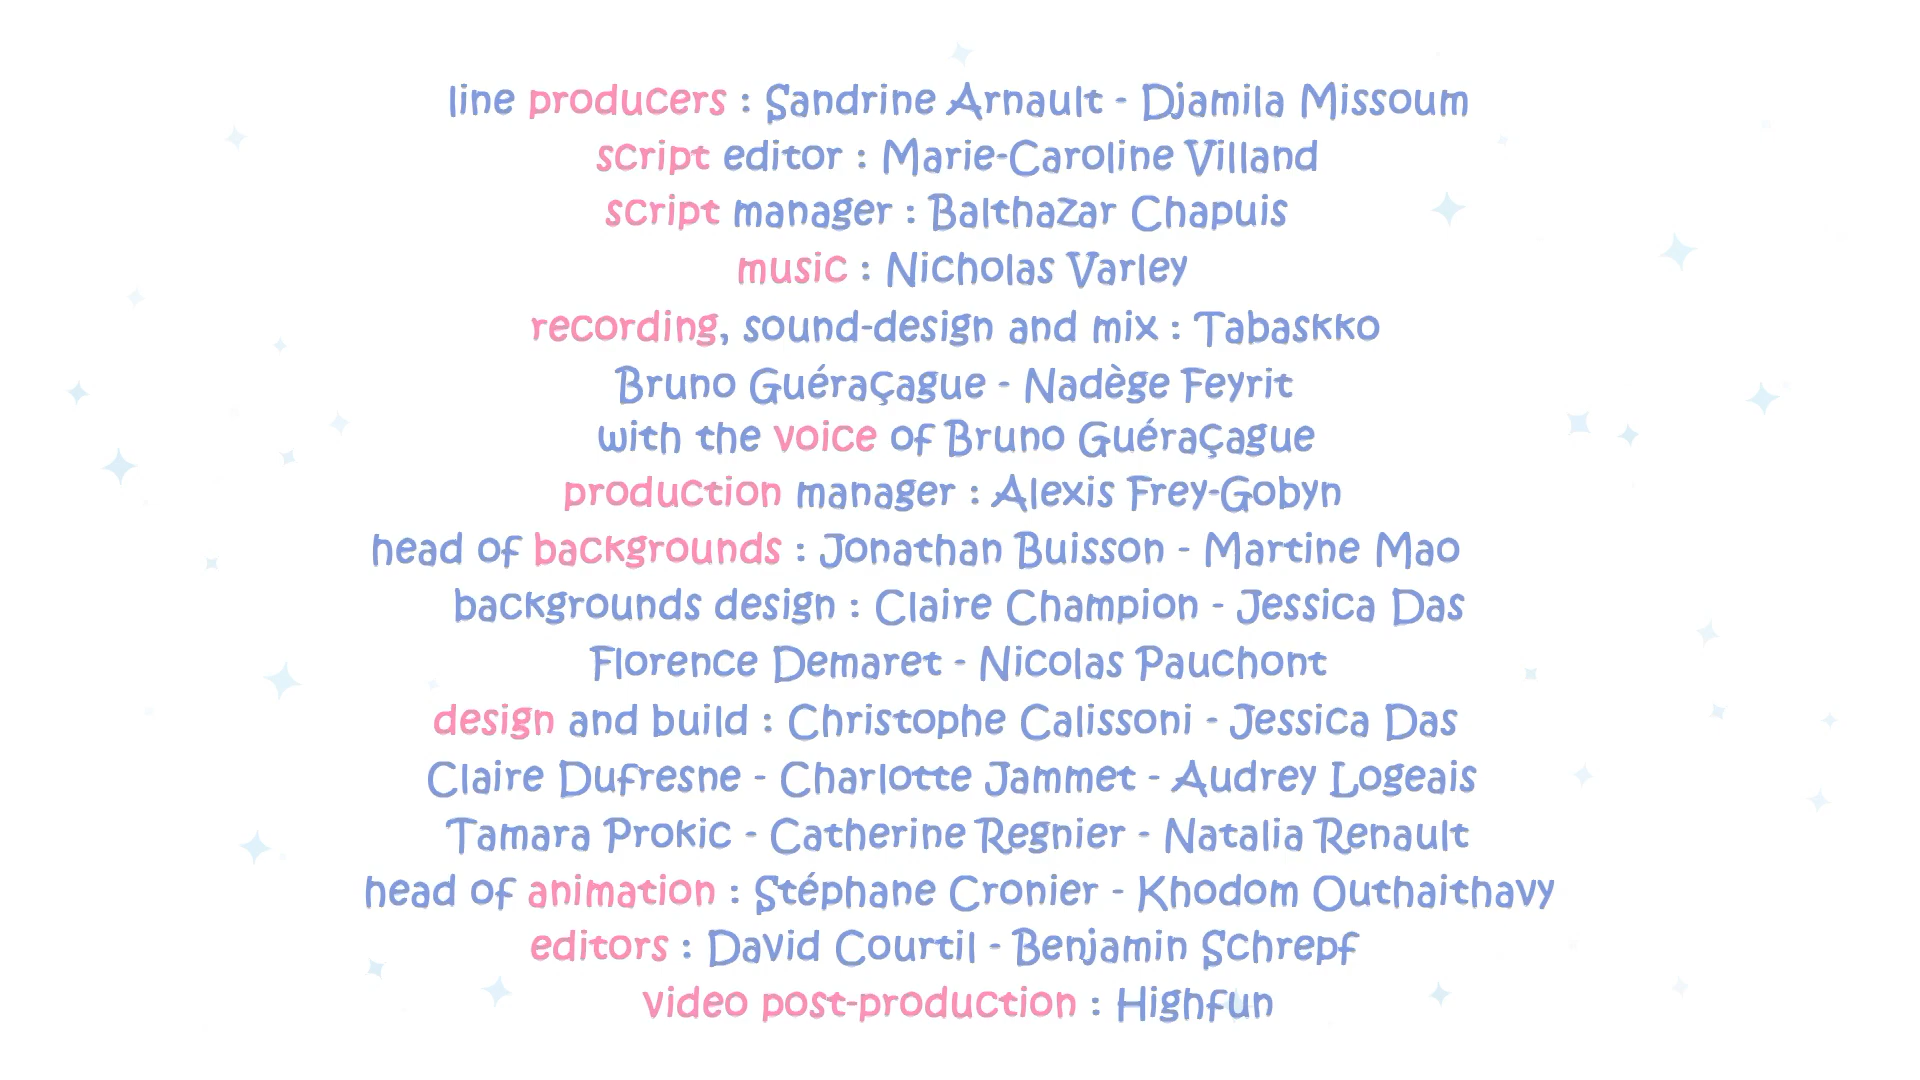 line producers : Sandrine Arnault - Djamila Missoum
script editor : Marie-Caroline Villand
script manager : Balthazar Chapuis
music : Nicholas Varley
recording, sound-design and mix : Tabaskko
Bruno Guéraçague - Nadège Feyrit
with the voice of Bruno Guéraçague
production manager : Alexis Frey-Gobyn
head of backgrounds : Jonathan Buisson - Martine Mao
backgrounds design : Claire Champion - Jessica Das
Florence Demaret - Nicolas Pauchont
design and build : Christophe Calissoni - Jessica Das
Claire Dufresne - Charlotte Jammet - Audrey Logeais
Tamara Prokic - Catherine Regnier - Natalia Renault
head of animation : Stéphane Cronier - Khodom Outhaithavy
editors : David Courtil - Benjamin Schrepf
video post-production : Highfun